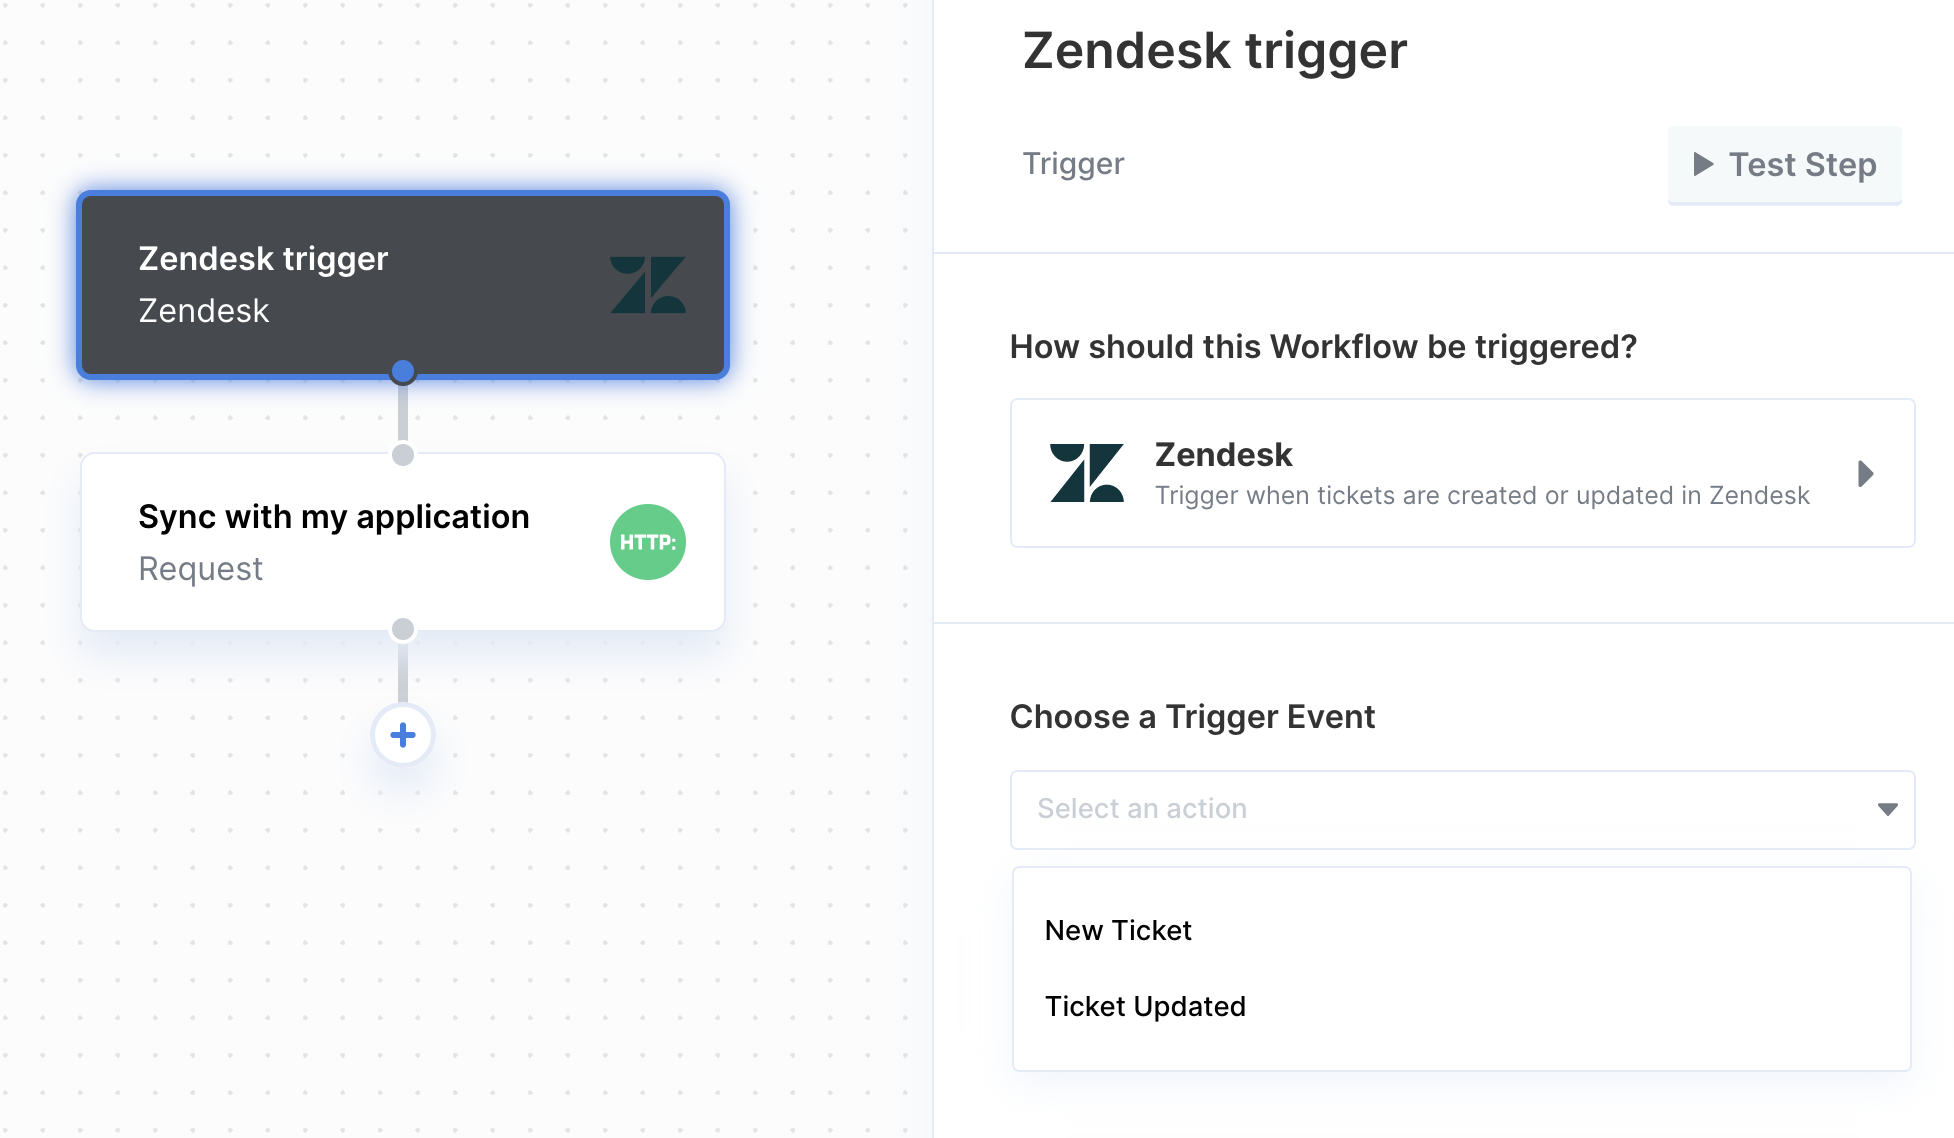 Zendesk trigger
Zendesk
Sync with my application
Request
HTTP:
Zendesk trigger
Trigger
Test Step
How should this Workflow be triggered?
Zendesk
Trigger when tickets are created or updated in Zendesk
Choose a Trigger Event
Select an action
New Ticket
Ticket Updated